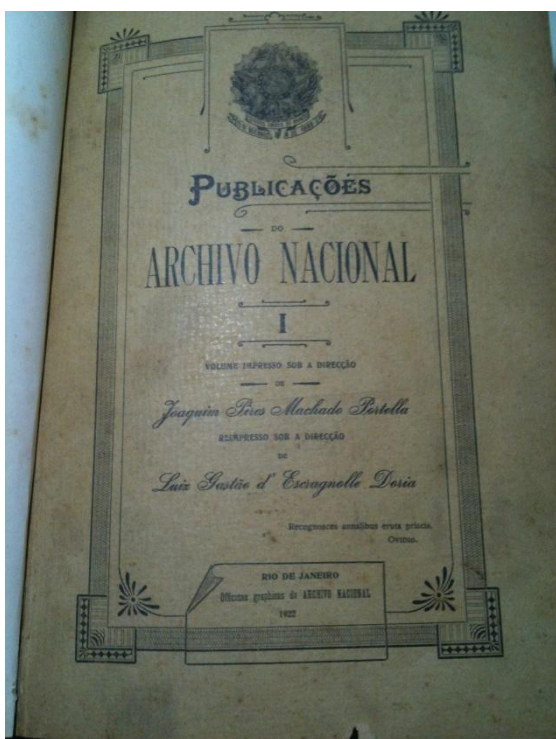 PUBLICAÇÕES
DO
ARCHIVO NACIONAL
I
VOLUME IMPRESSO SOB A DIRECÇÃO
DE
Joaquim Pires Machado Portella
REIMPRESSO SOB A DIRECÇÃO
DE
Luiz Gastão d' Escragnolle Doria
Recognosces annalibus eruta priscis.
OVIDIO.
RIO DE JANEIRO
Officinas graphicas do ARCHIVO NACIONAL
1922